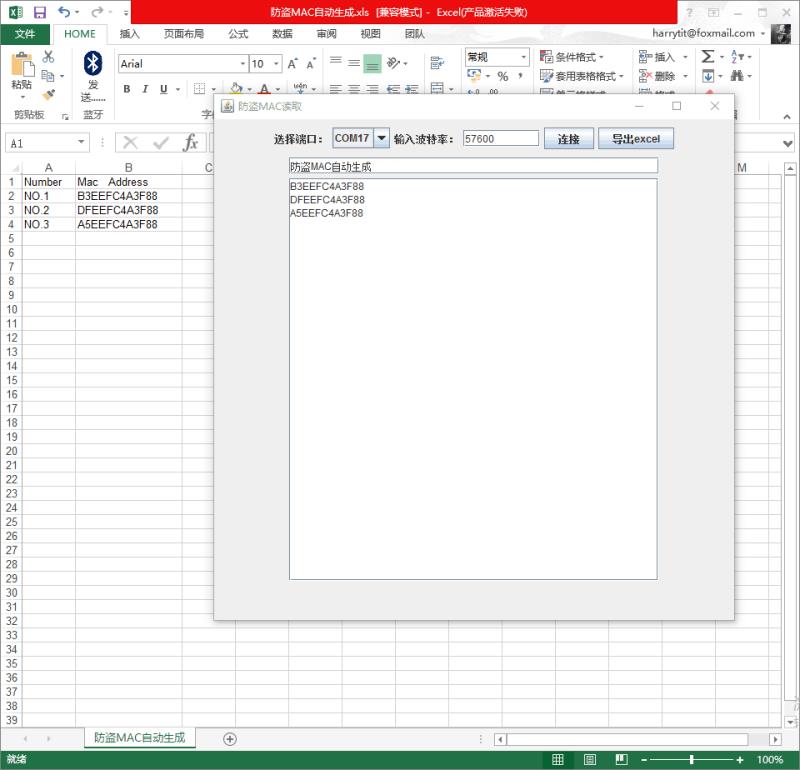 防盗MAC自动生成.xls  [兼容模式] -  Excel(产品激活失败)
文件 HOME 插入 页面布局 公式 数据 审阅 视图 团队 harrytit@foxmail.com
粘贴 发送...... Arial 10 常规 条件格式 插入
B I U % 套用表格格式 删除
剪贴板 蓝牙
A1 fx
防盗MAC读取
选择端口： COM17 输入波特率： 57600 连接 导出excel
防盗MAC自动生成
B3EEFC4A3F88
DFEEFC4A3F88
A5EEFC4A3F88
A B C M
1 Number Mac Address
2 NO.1 B3EEFC4A3F88
3 NO.2 DFEEFC4A3F88
4 NO.3 A5EEFC4A3F88
5
6
7
8
9
10
11
12
13
14
15
16
17
18
19
20
21
22
23
24
25
26
27
28
29
30
31
32
33
34
35
36
37
38
39
防盗MAC自动生成
就绪 100%